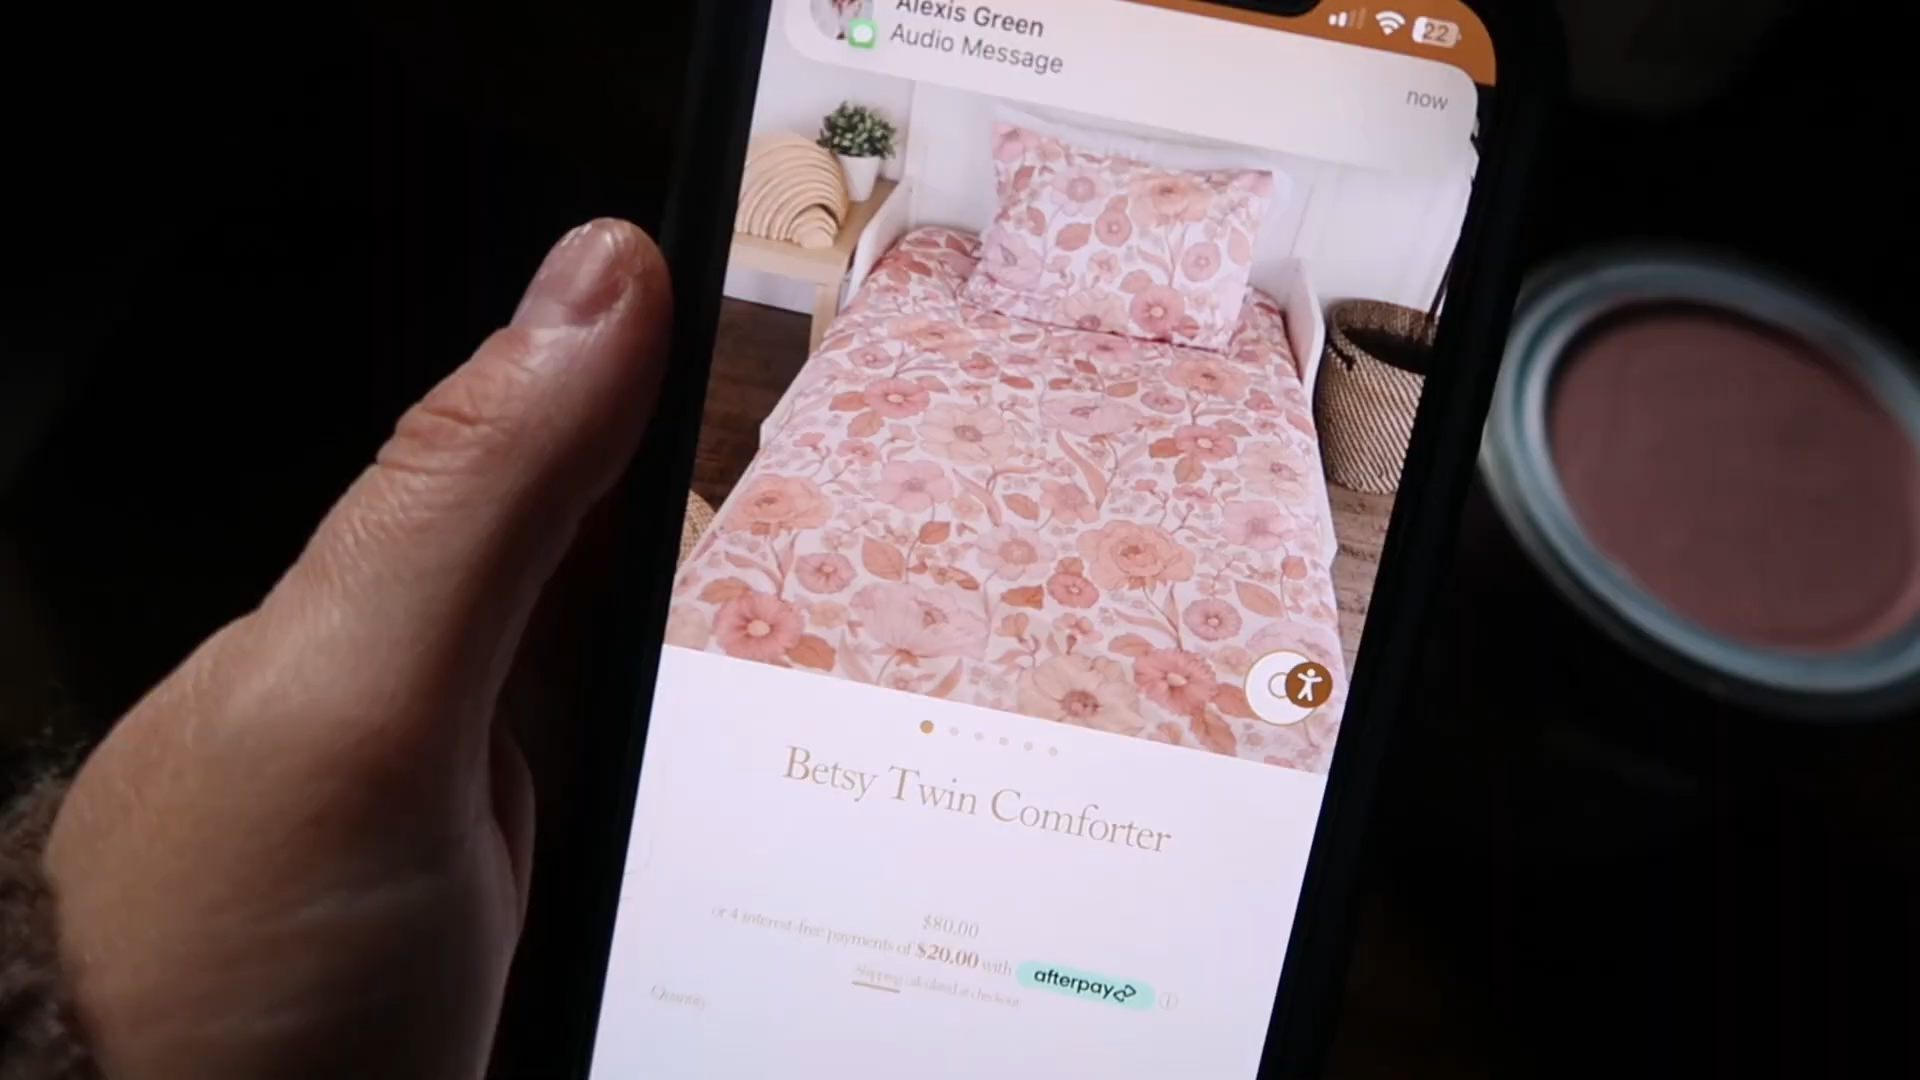 Alexis Green
Audio Message
now
22
Betsy Twin Comforter
$80.00
or 4 interest-free payments of $20.00 with afterpay
Shipping calculated at checkout.
Quantity